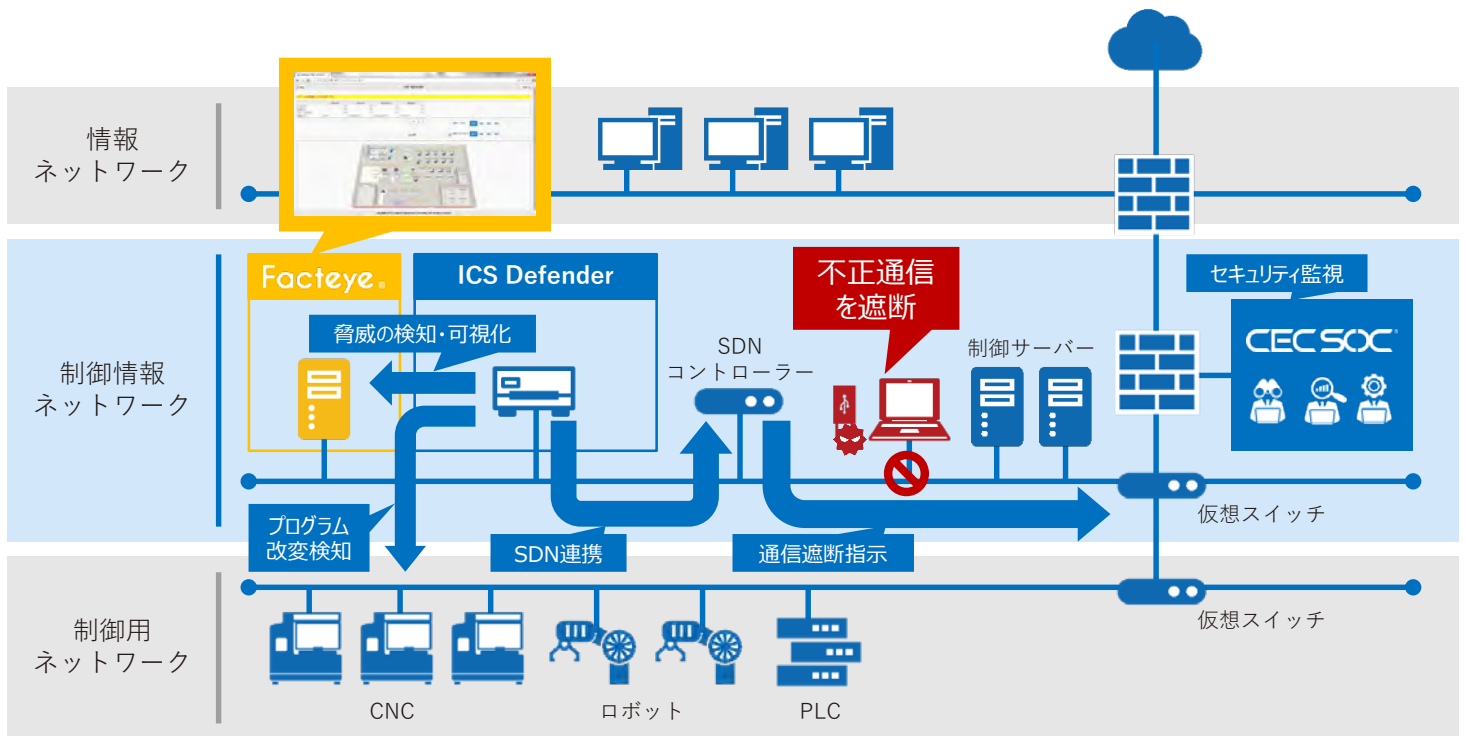 情報
ネットワーク
Facteye®
ICS Defender
脅威の検知・可視化
不正通信
を遮断
SDN
コントローラー
制御サーバー
セキュリティ監視
CECSOC®
制御情報
ネットワーク
仮想スイッチ
プログラム
改変検知
SDN連携
通信遮断指示
仮想スイッチ
制御用
ネットワーク
CNC
ロボット
PLC